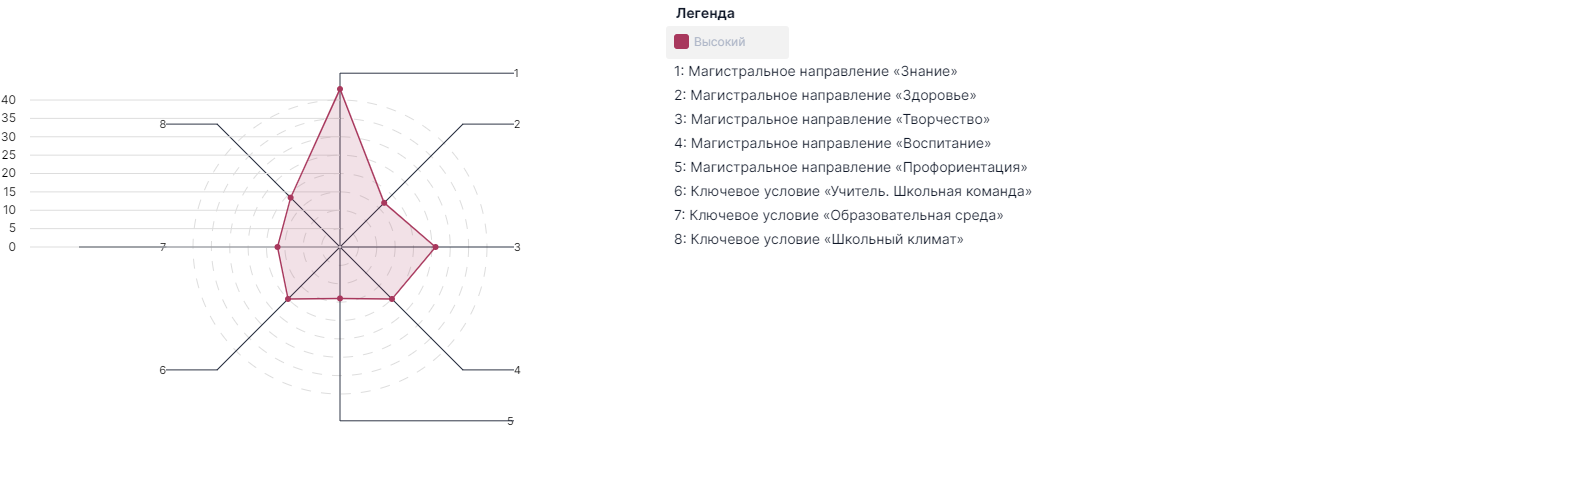 Легенда
Высокий
1: Магистральное направление «Знание»
2: Магистральное направление «Здоровье»
3: Магистральное направление «Творчество»
4: Магистральное направление «Воспитание»
5: Магистральное направление «Профориентация»
6: Ключевое условие «Учитель. Школьная команда»
7: Ключевое условие «Образовательная среда»
8: Ключевое условие «Школьный климат»
1
2
3
4
5
6
7
8
40
35
30
25
20
15
10
5
0